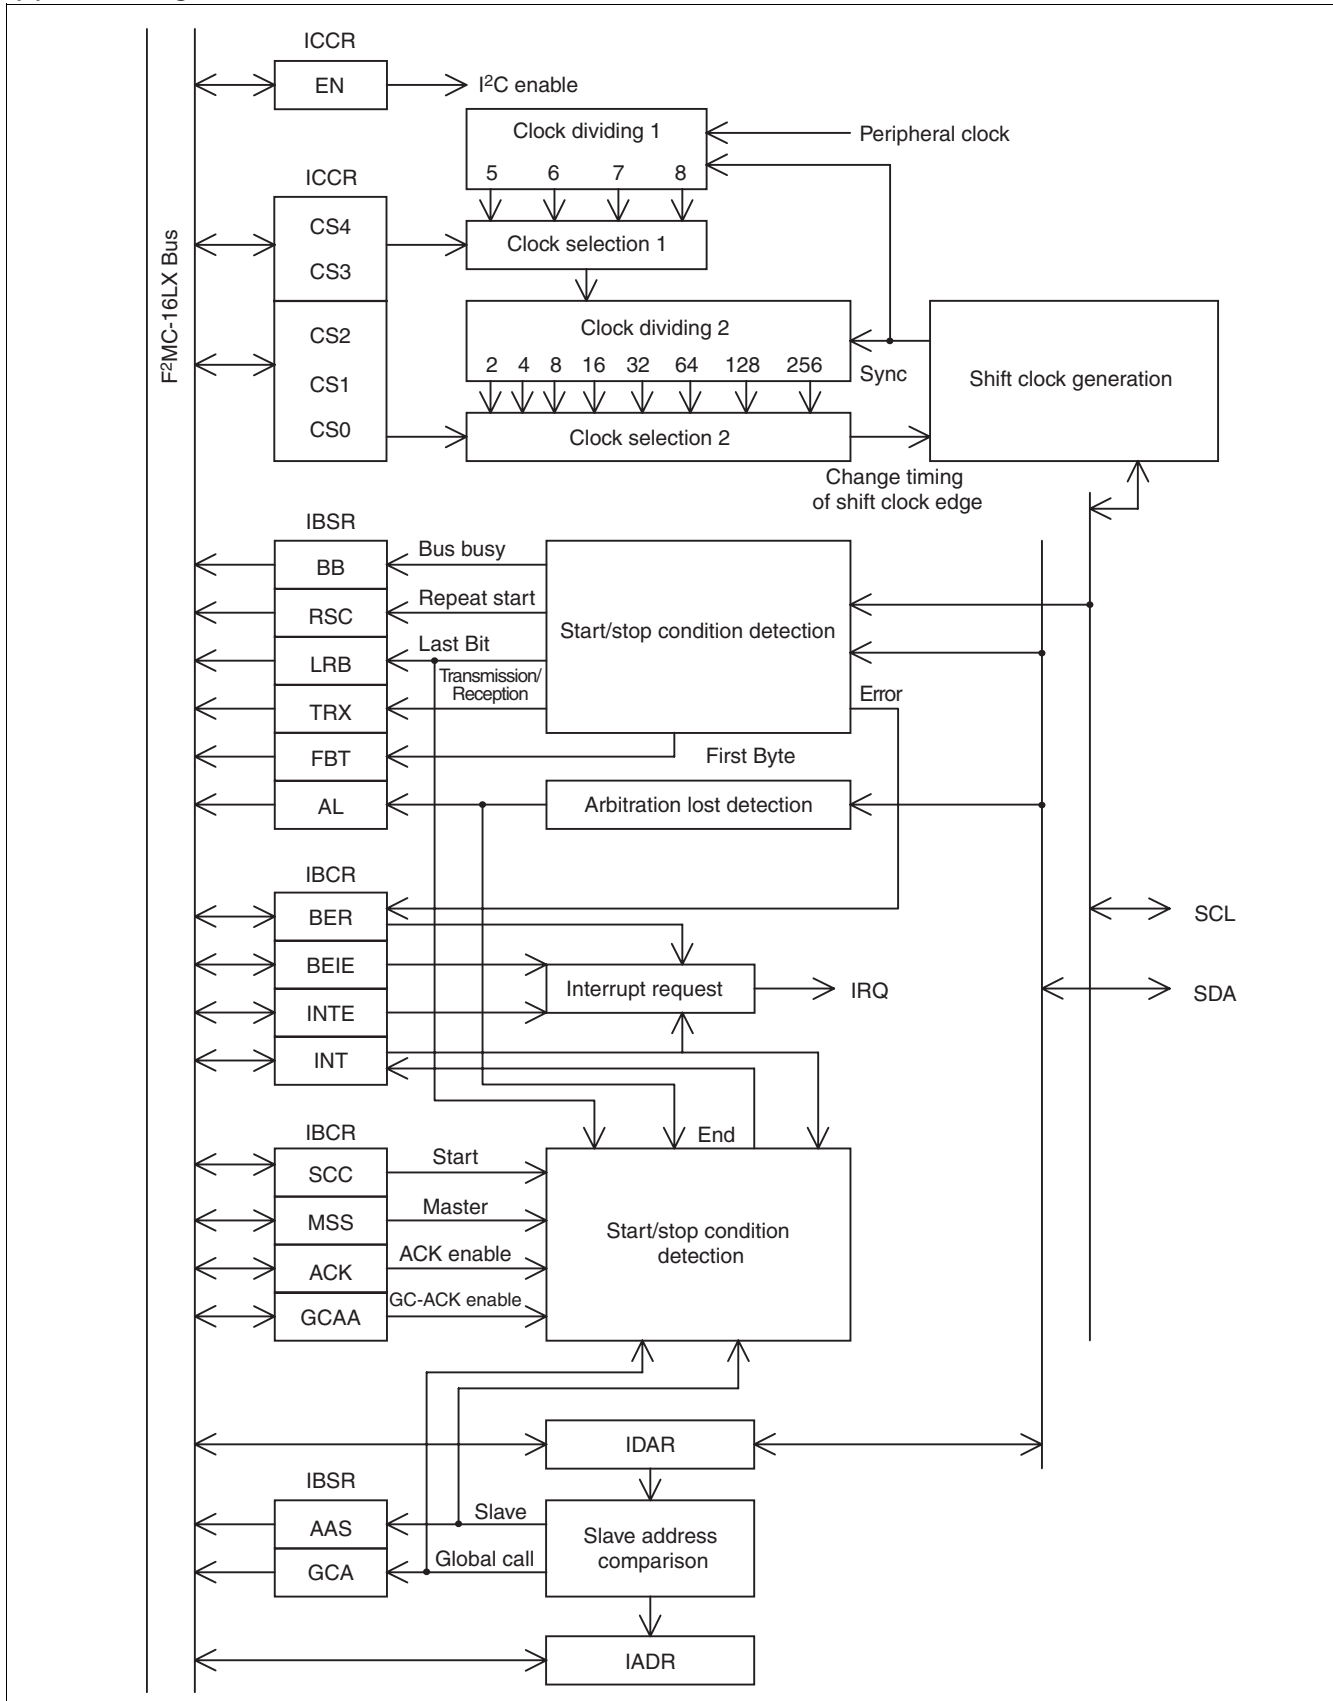 ICCR
EN
I²C enable
Clock dividing 1
Peripheral clock
5 6 7 8
ICCR
CS4
CS3
Clock selection 1
F²MC-16LX Bus
CS2
CS1
CS0
Clock dividing 2
2 4 8 16 32 64 128 256
Sync
Shift clock generation
Clock selection 2
Change timing
of shift clock edge
IBSR
BB
Bus busy
RSC
Repeat start
LRB
Last Bit
Start/stop condition detection
TRX
Transmission/
Reception
Error
FBT
First Byte
AL
Arbitration lost detection
IBCR
BER
SCL
BEIE
INTE
Interrupt request
IRQ
SDA
INT
End
IBCR
SCC
Start
MSS
Master
ACK
ACK enable
GCAA
GC-ACK enable
Start/stop condition
detection
IDAR
IBSR
AAS
Slave
GCA
Global call
Slave address
comparison
IADR